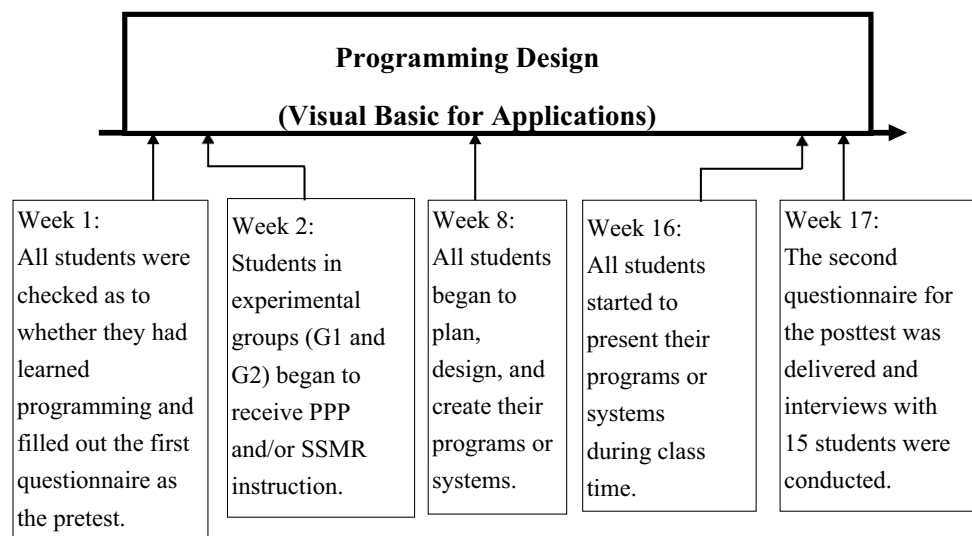 Programming Design
(Visual Basic for Applications)
Week 1:
All students were
checked as to
whether they had
learned
programming and
filled out the first
questionnaire as
the pretest.
Week 2:
Students in
experimental
groups (G1 and
G2) began to
receive PPP
and/or SSMR
instruction.
Week 8:
All students
began to
plan,
design, and
create their
programs or
systems.
Week 16:
All students
started to
present their
programs or
systems
during class
time.
Week 17:
The second
questionnaire for
the posttest was
delivered and
interviews with
15 students were
conducted.